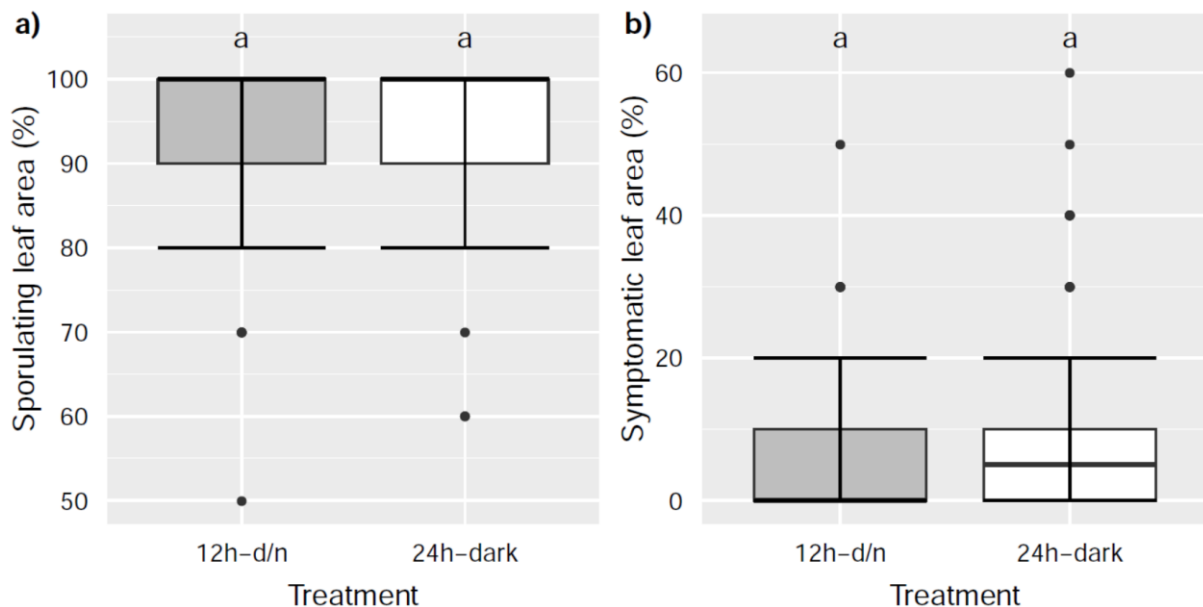 a)
a a
Sporulating leaf area (%)
100
90
80
70
60
50
12h-d/n 24h-dark
Treatment
b)
a a
Symptomatic leaf area (%)
60
40
20
0
12h-d/n 24h-dark
Treatment